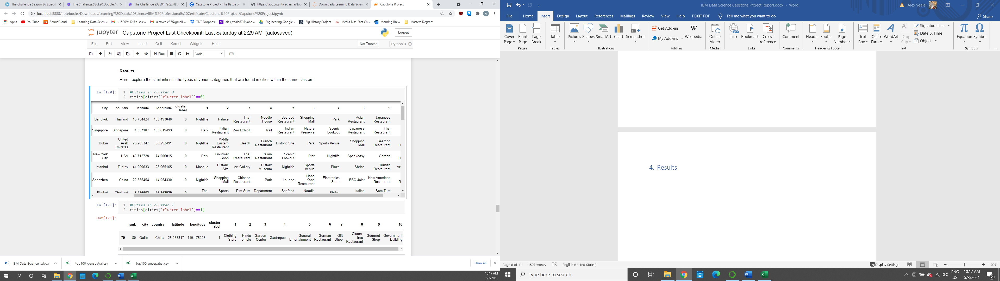 The Challenge Season 36 Episod
The.Challenge.S36E20.Double.Ag
The.Challenge.S33E04.720p.HEV
Capstone Project - The Battle of
https://labs.cognitiveclass.ai/too
Downloads/Learning Data Scien
Capstone Project
localhost:8888/notebooks/Downloads/Learning%20Data%20Science/IBM%20Professional%20Certificate/Capstone%20Project/Capstone%20Project.ipynb
Apps YouTube SoundCloud Learning Data Scien... u15009442@tuks.c... alexveale87@gmail.... TNT Dropbox alex_veale87@yaho... Engineering Google... Big History Project Media Bias-Fact Ch... Morning Brew Masters Degrees
jupyter Capstone Project Last Checkpoint: Last Saturday at 2:29 AM (autosaved) Logout
File Edit View Insert Cell Kernel Widgets Help Not Trusted Python 3
Run Code
Results
Here I explore the similarities in the types of venue categories that are found in cities within the same clusters
In [170]: 1 #Cities in cluster 0
2 cities[cities['cluster label']==0]
city country latitude longitude cluster label 1 2 3 4 5 6 7 8 9
Bangkok Thailand 13.754424 100.493040 0 Nightlife Palace Thai Restaurant Noodle House Seafood Restaurant Shopping Mall Park Asian Restaurant Japanese Restaurant
Singapore Singapore 1.357107 103.819499 0 Park Italian Restaurant Zoo Exhibit Trail Indian Restaurant Nature Preserve Scenic Lookout Japanese Restaurant Thai Restaurant
Dubai United Arab Emirates 25.265347 55.292491 0 Nightlife Middle Eastern Restaurant Beach French Restaurant Historic Site Park Sports Venue Shopping Mall Seafood Restaurant R
New York City USA 40.712728 -74.006015 0 Park Gourmet Shop Thai Restaurant Italian Restaurant Scenic Lookout Pier Nightlife Speakeasy Garden R
Istanbul Turkey 41.009633 28.965165 0 Mosque Historic Site Art Gallery History Museum Nightlife Sports Venue Plaza Shrine Turkish Restaurant Ar
Shenzhen China 22.555454 114.054330 0 Nightlife Shopping Mall Chinese Restaurant Park Lounge Hong Kong Restaurant Electronics Store BBQ Joint New American Restaurant R
Phuket Thailand 7.936602 98.352929 0 Thai Sports Dim Sum Department Seafood Noodle Shrine Italian Som Tum
In [171]: 1 #Cities in cluster 1
2 cities[cities['cluster label']==1]
Out[171]:
rank city country latitude longitude cluster label 1 2 3 4 5 6 7 8 9 10
79 80 Guilin China 25.238317 110.175225 1 Clothing Store Hindu Temple Garden Center Gastropub General Entertainment German Restaurant Gift Shop Gluten-free Restaurant Gourmet Shop Government Building
IBM Data Science....docx top100_geospatial.csv top100_geospatial.csv Show all
10:17 AM
5/3/2021
IBM Data Science Capstone Project Report.docx - Word Alex Veale
File Home Insert Design Layout References Mailings Review View Help FOXIT PDF Tell me what you want to do Share
Cover Page Blank Page Page Break Table Pictures Shapes SmartArt Chart Screenshot Get Add-ins My Add-ins Wikipedia Online Video Link Bookmark Cross-reference Comment Header Footer Page Number Text Box Quick Parts WordArt Drop Cap Signature Line Date & Time Object Equation Symbol
Pages Tables Illustrations Add-ins Media Links Comments Header & Footer Text Symbols
4. Results
Page 8 of 11 1507 words English (United States) Display Settings 100%
Type here to search ENG US 10:17 AM 5/3/2021 2